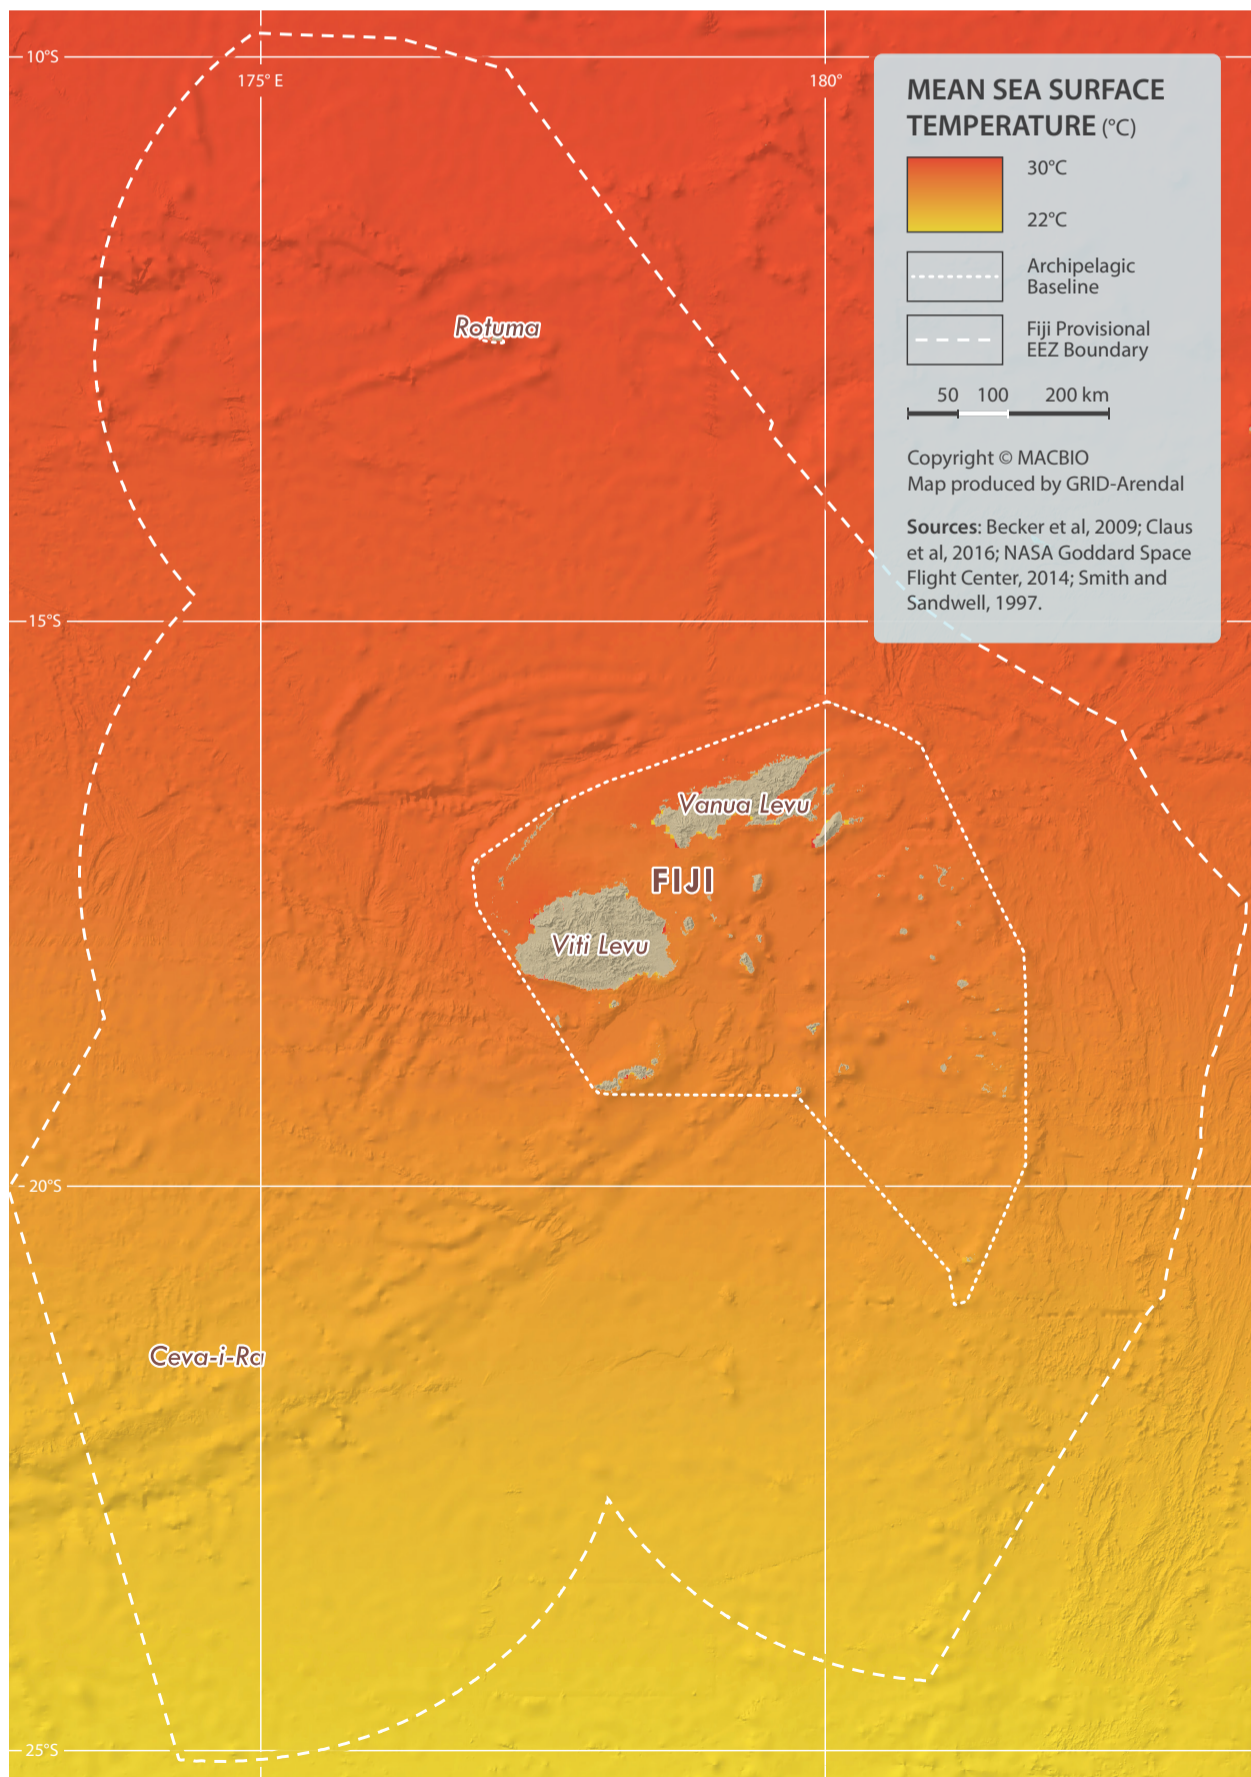 10°S
175° E
180°
MEAN SEA SURFACE
TEMPERATURE (°C)
30°C
22°C
Archipelagic
Baseline
Fiji Provisional
EEZ Boundary
50 100 200 km
Copyright © MACBIO
Map produced by GRID-Arendal
Sources: Becker et al, 2009; Claus
et al, 2016; NASA Goddard Space
Flight Center, 2014; Smith and
Sandwell, 1997.
Rotuma
15°S
Vanua Levu
FIJI
Viti Levu
20°S
Ceva-i-Ra
25°S